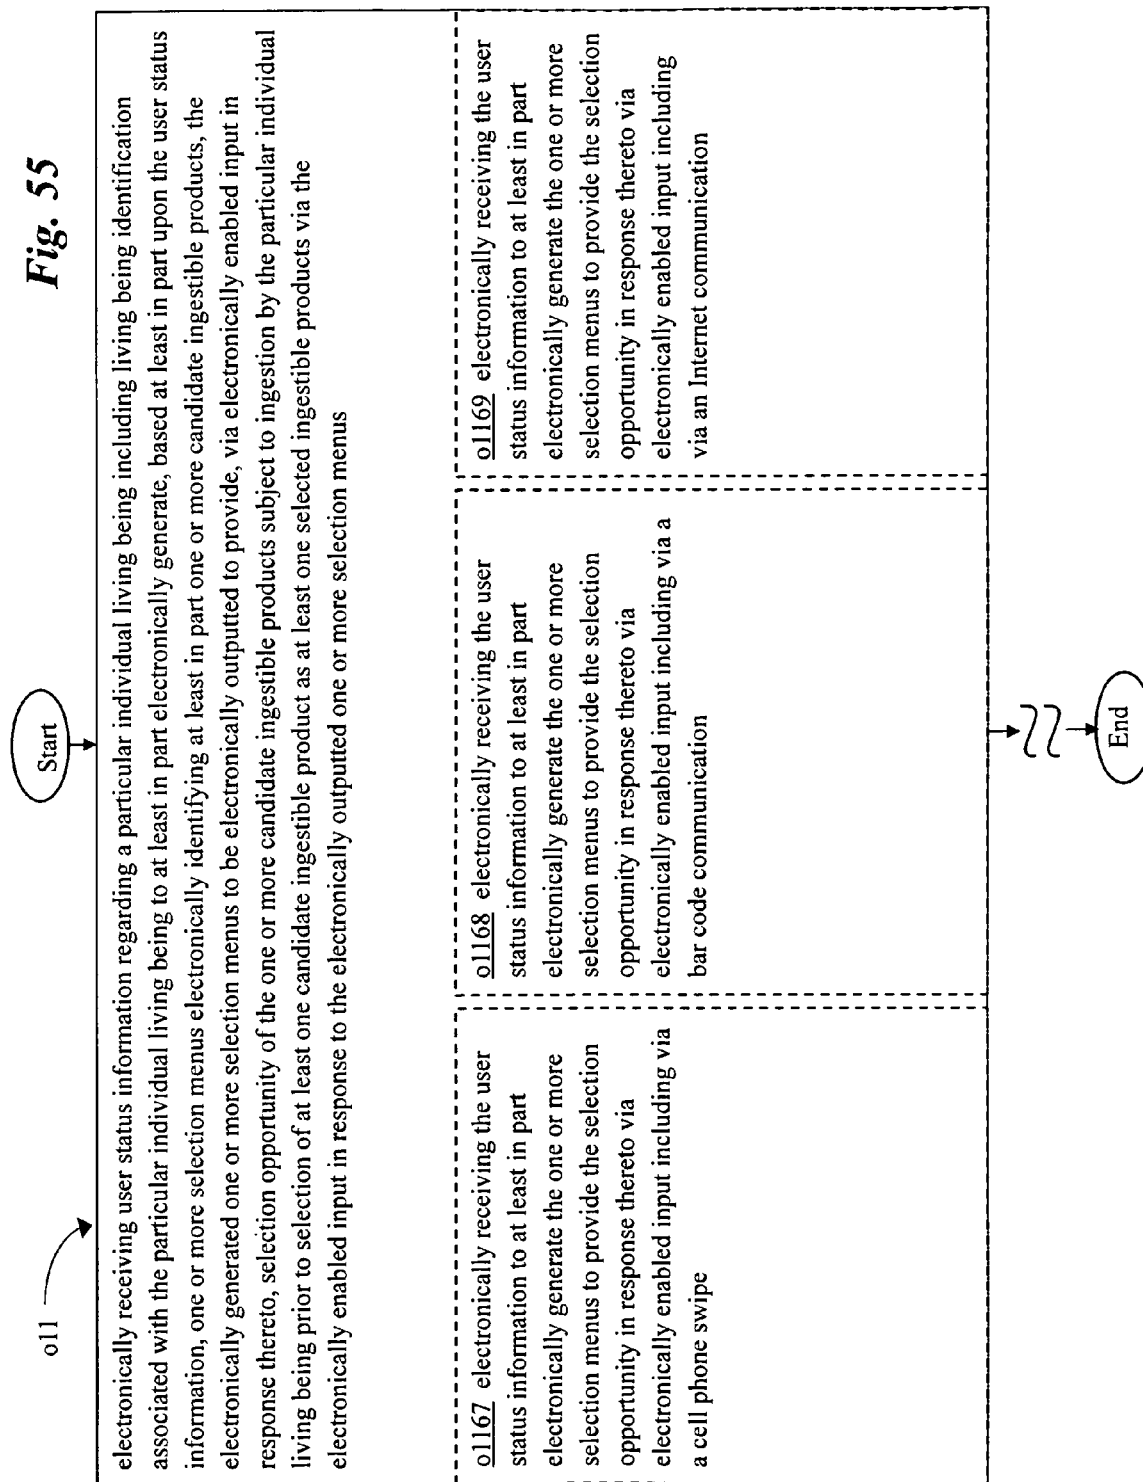 Fig. 55
Start
o11
electronically receiving user status information regarding a particular individual living being including living being identification
associated with the particular individual living being to at least in part electronically generate, based at least in part upon the user status
information, one or more selection menus electronically identifying at least in part one or more candidate ingestible products, the
electronically generated one or more selection menus to be electronically outputted to provide, via electronically enabled input in
response thereto, selection opportunity of the one or more candidate ingestible products subject to ingestion by the particular individual
living being prior to selection of at least one candidate ingestible product as at least one selected ingestible products via the
electronically enabled input in response to the electronically outputted one or more selection menus
o1167 electronically receiving the user
status information to at least in part
electronically generate the one or more
selection menus to provide the selection
opportunity in response thereto via
electronically enabled input including via
a cell phone swipe
o1168 electronically receiving the user
status information to at least in part
electronically generate the one or more
selection menus to provide the selection
opportunity in response thereto via
electronically enabled input including via a
bar code communication
o1169 electronically receiving the user
status information to at least in part
electronically generate the one or more
selection menus to provide the selection
opportunity in response thereto via
electronically enabled input including
via an Internet communication
End